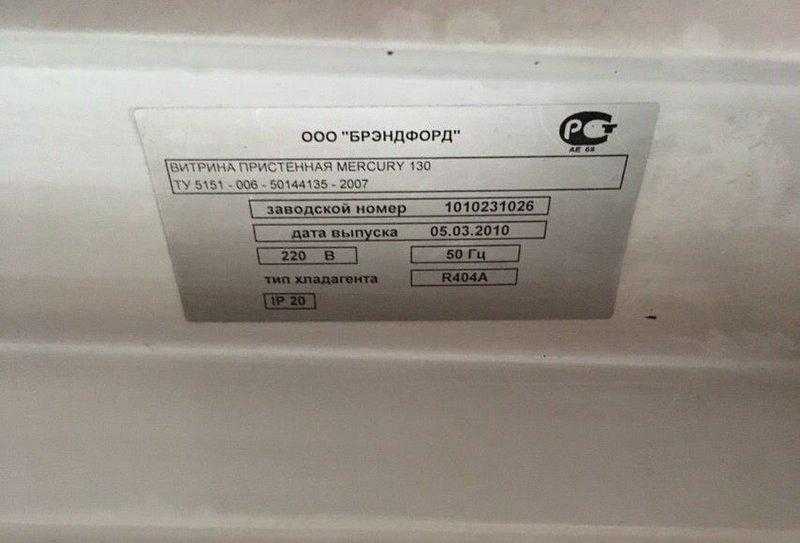 ООО "БРЭНДФОРД"
РСТ
АЕ 68
ВИТРИНА ПРИСТЕННАЯ MERCURY 130
ТУ 5151 - 006 - 50144135 - 2007
заводской номер 1010231026
дата выпуска 05.03.2010
220 В 50 Гц
тип хладагента R404A
IP 20